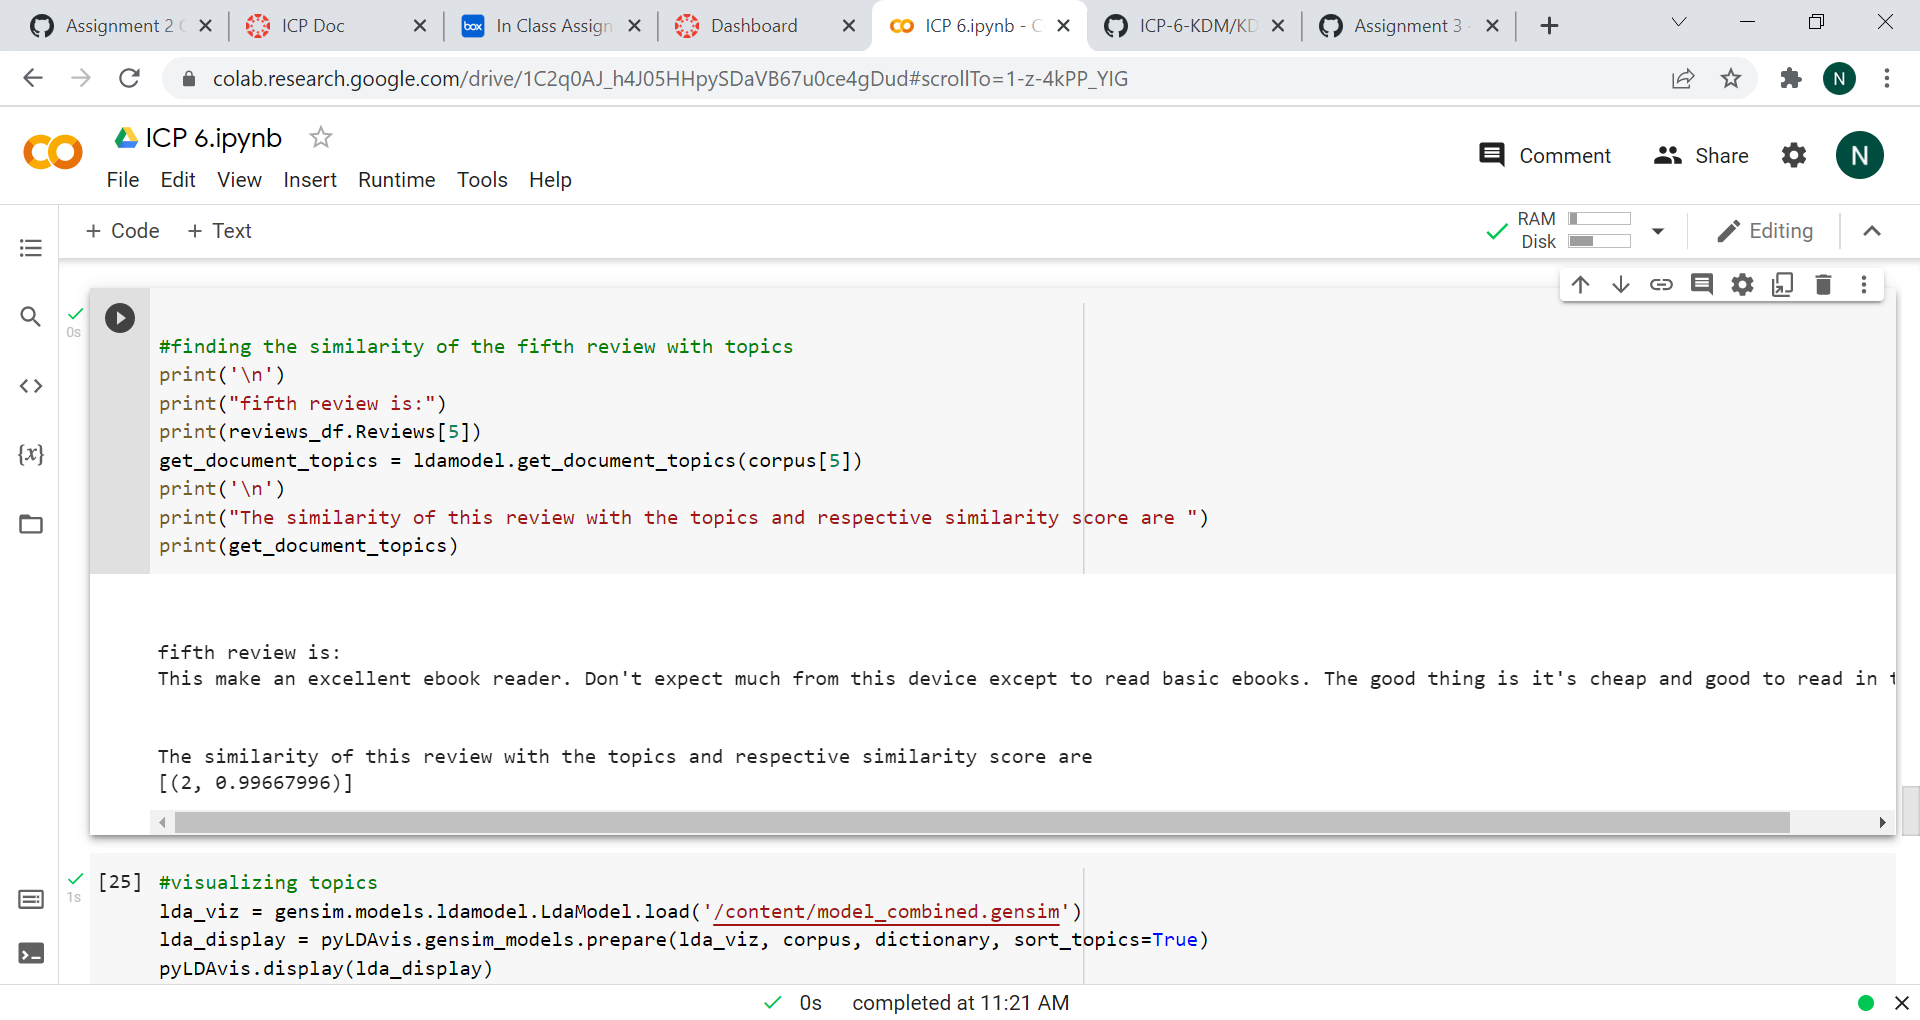 Assignment 2
ICP Doc
In Class Assign
Dashboard
ICP 6.ipynb - C
ICP-6-KDM/KD
Assignment 3
colab.research.google.com/drive/1C2q0AJ_h4J05HHpySDaVB67u0ce4gDud#scrollTo=1-z-4kPP_YIG
N
ICP 6.ipynb
File Edit View Insert Runtime Tools Help
Comment
Share
N
+ Code + Text
RAM
Disk
Editing
0s
#finding the similarity of the fifth review with topics
print('\n')
print("fifth review is:")
print(reviews_df.Reviews[5])
get_document_topics = ldamodel.get_document_topics(corpus[5])
print('\n')
print("The similarity of this review with the topics and respective similarity score are ")
print(get_document_topics)
fifth review is:
This make an excellent ebook reader. Don't expect much from this device except to read basic ebooks. The good thing is it's cheap and good to read in t
The similarity of this review with the topics and respective similarity score are
[(2, 0.99667996)]
1s
[25] #visualizing topics
lda_viz = gensim.models.ldamodel.LdaModel.load('/content/model_combined.gensim')
lda_display = pyLDAvis.gensim_models.prepare(lda_viz, corpus, dictionary, sort_topics=True)
pyLDAvis.display(lda_display)
0s completed at 11:21 AM